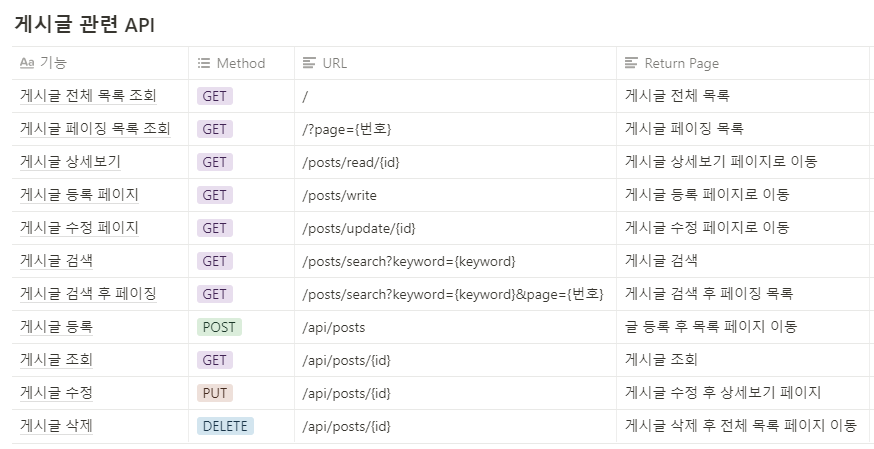 게시글 관련 API
Aa 기능 Method URL Return Page
게시글 전체 목록 조회 GET / 게시글 전체 목록
게시글 페이징 목록 조회 GET /?page={번호} 게시글 페이징 목록
게시글 상세보기 GET /posts/read/{id} 게시글 상세보기 페이지로 이동
게시글 등록 페이지 GET /posts/write 게시글 등록 페이지로 이동
게시글 수정 페이지 GET /posts/update/{id} 게시글 수정 페이지로 이동
게시글 검색 GET /posts/search?keyword={keyword} 게시글 검색
게시글 검색 후 페이징 GET /posts/search?keyword={keyword}&page={번호} 게시글 검색 후 페이징 목록
게시글 등록 POST /api/posts 글 등록 후 목록 페이지 이동
게시글 조회 GET /api/posts/{id} 게시글 조회
게시글 수정 PUT /api/posts/{id} 게시글 수정 후 상세보기 페이지
게시글 삭제 DELETE /api/posts/{id} 게시글 삭제 후 전체 목록 페이지 이동